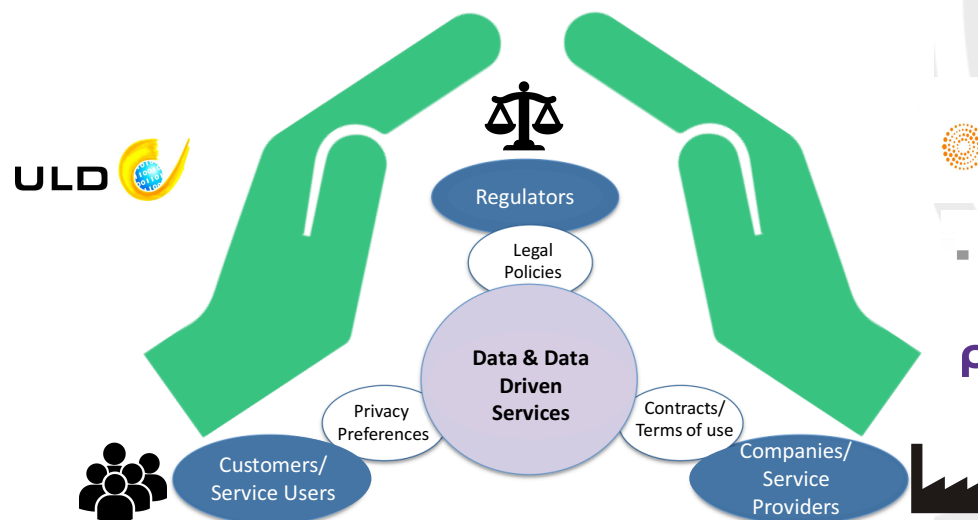 ULD
Regulators
Legal
Policies
Data & Data
Driven
Services
Privacy
Preferences
Contracts/
Terms of use
Customers/
Service Users
Companies/
Service
Providers